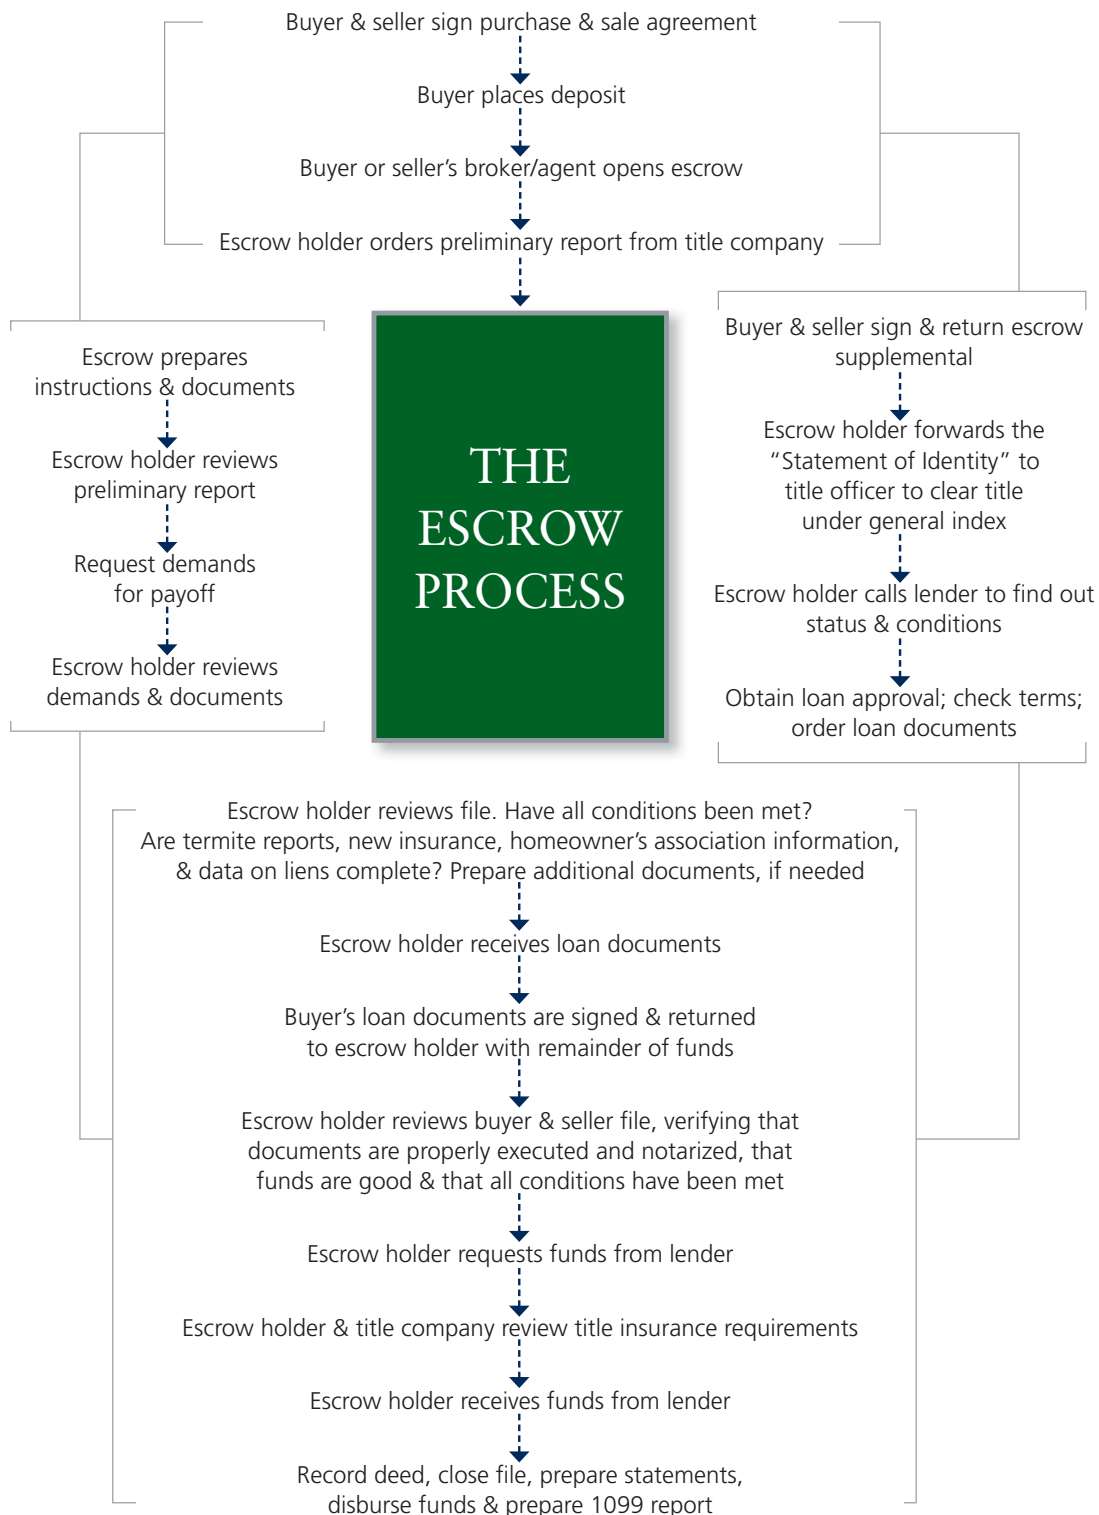 Buyer & seller sign purchase & sale agreement
Buyer places deposit
Buyer or seller’s broker/agent opens escrow
Escrow holder orders preliminary report from title company
Escrow prepares
instructions & documents
Escrow holder reviews
preliminary report
Request demands
for payoff
Escrow holder reviews
demands & documents
THE
ESCROW
PROCESS
Buyer & seller sign & return escrow
supplemental
Escrow holder forwards the
“Statement of Identity” to
title officer to clear title
under general index
Escrow holder calls lender to find out
status & conditions
Obtain loan approval; check terms;
order loan documents
Escrow holder reviews file. Have all conditions been met?
Are termite reports, new insurance, homeowner’s association information,
& data on liens complete? Prepare additional documents, if needed
Escrow holder receives loan documents
Buyer’s loan documents are signed & returned
to escrow holder with remainder of funds
Escrow holder reviews buyer & seller file, verifying that
documents are properly executed and notarized, that
funds are good & that all conditions have been met
Escrow holder requests funds from lender
Escrow holder & title company review title insurance requirements
Escrow holder receives funds from lender
Record deed, close file, prepare statements,
disburse funds & prepare 1099 report